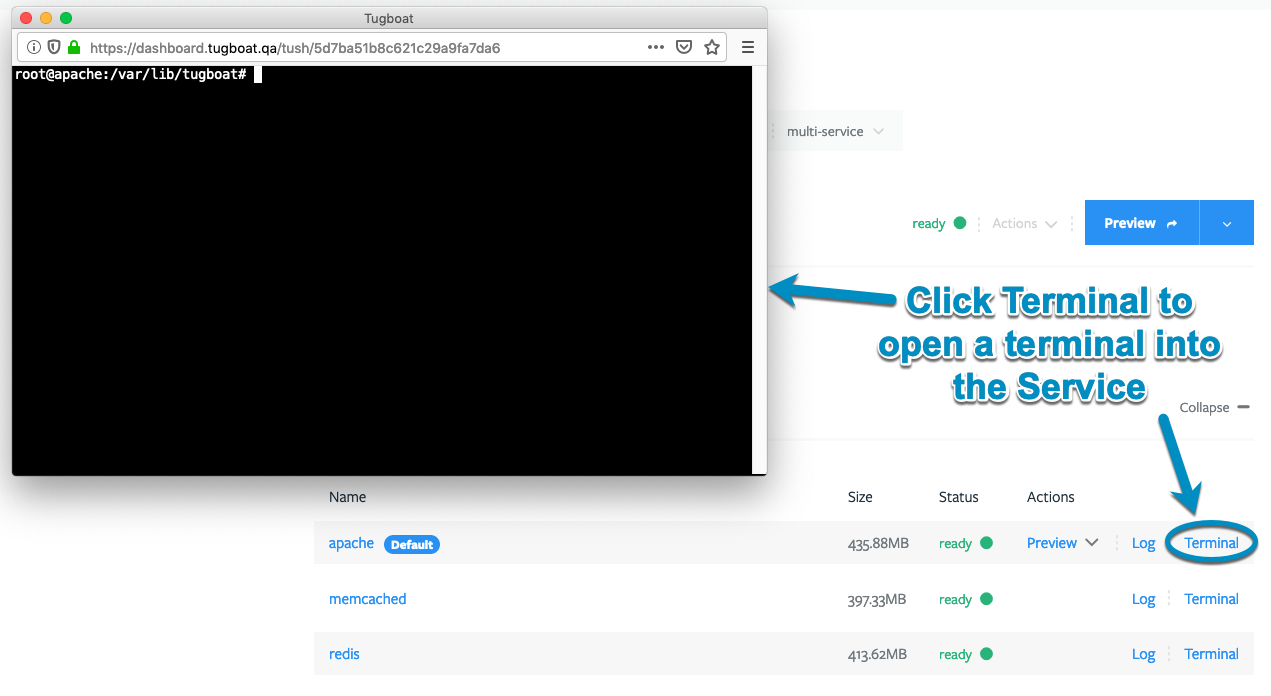 Tugboat
https://dashboard.tugboat.qa/tush/5d7ba51b8c621c29a9fa7da6
root@apache:/var/lib/tugboat#
multi-service
ready Actions Preview
Click Terminal to
open a terminal into
the Service
Collapse
Name Size Status Actions
apache Default 435.88MB ready Preview Log Terminal
memcached 397.33MB ready Log Terminal
redis 413.62MB ready Log Terminal